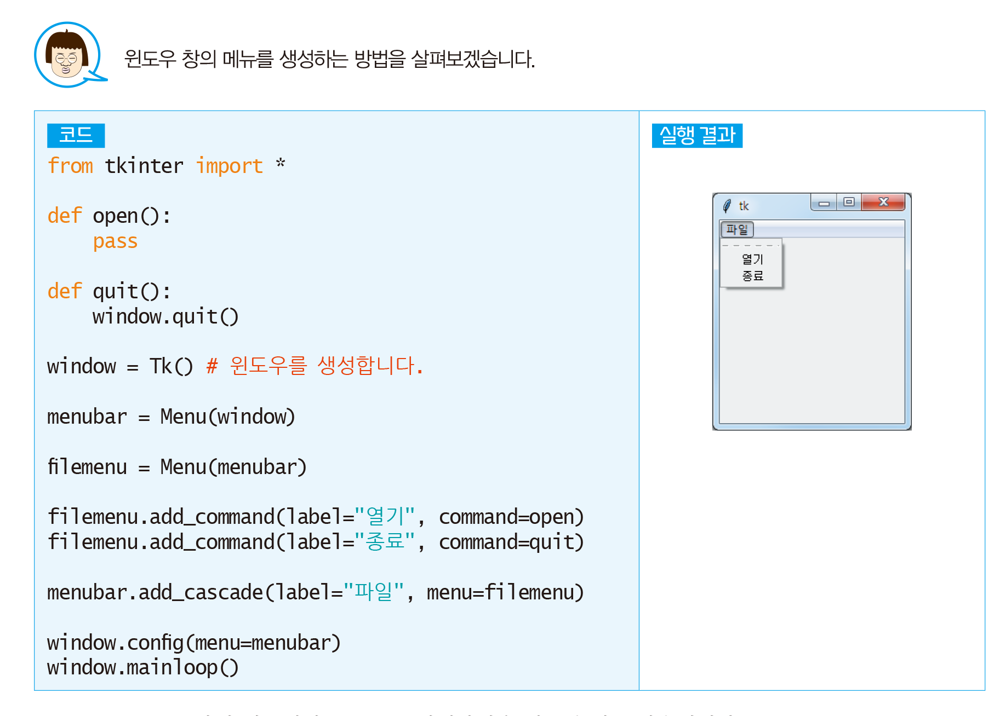 윈도우 창의 메뉴를 생성하는 방법을 살펴보겠습니다.
코드
from tkinter import *
def open():
    pass
def quit():
    window.quit()
window = Tk() # 윈도우를 생성합니다.
menubar = Menu(window)
filemenu = Menu(menubar)
filemenu.add_command(label="열기", command=open)
filemenu.add_command(label="종료", command=quit)
menubar.add_cascade(label="파일", menu=filemenu)
window.config(menu=menubar)
window.mainloop()
실행 결과
tk
파일
열기
종료